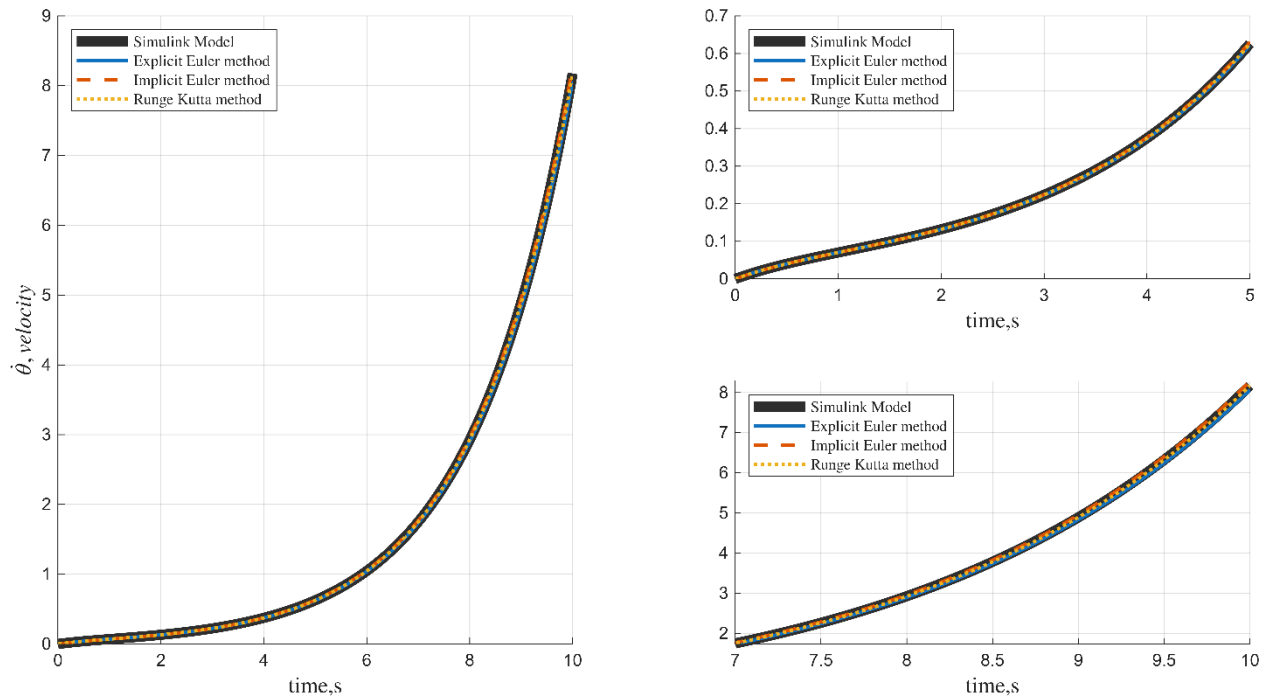 9
8
7
6
5
4
3
2
1
0
θ̇, velocity
0 2 4 6 8 10
time,s
Simulink Model
Explicit Euler method
Implicit Euler method
Runge Kutta method
0.7
0.6
0.5
0.4
0.3
0.2
0.1
0
0 1 2 3 4 5
time,s
Simulink Model
Explicit Euler method
Implicit Euler method
Runge Kutta method
8
7
6
5
4
3
2
7 7.5 8 8.5 9 9.5 10
time,s
Simulink Model
Explicit Euler method
Implicit Euler method
Runge Kutta method